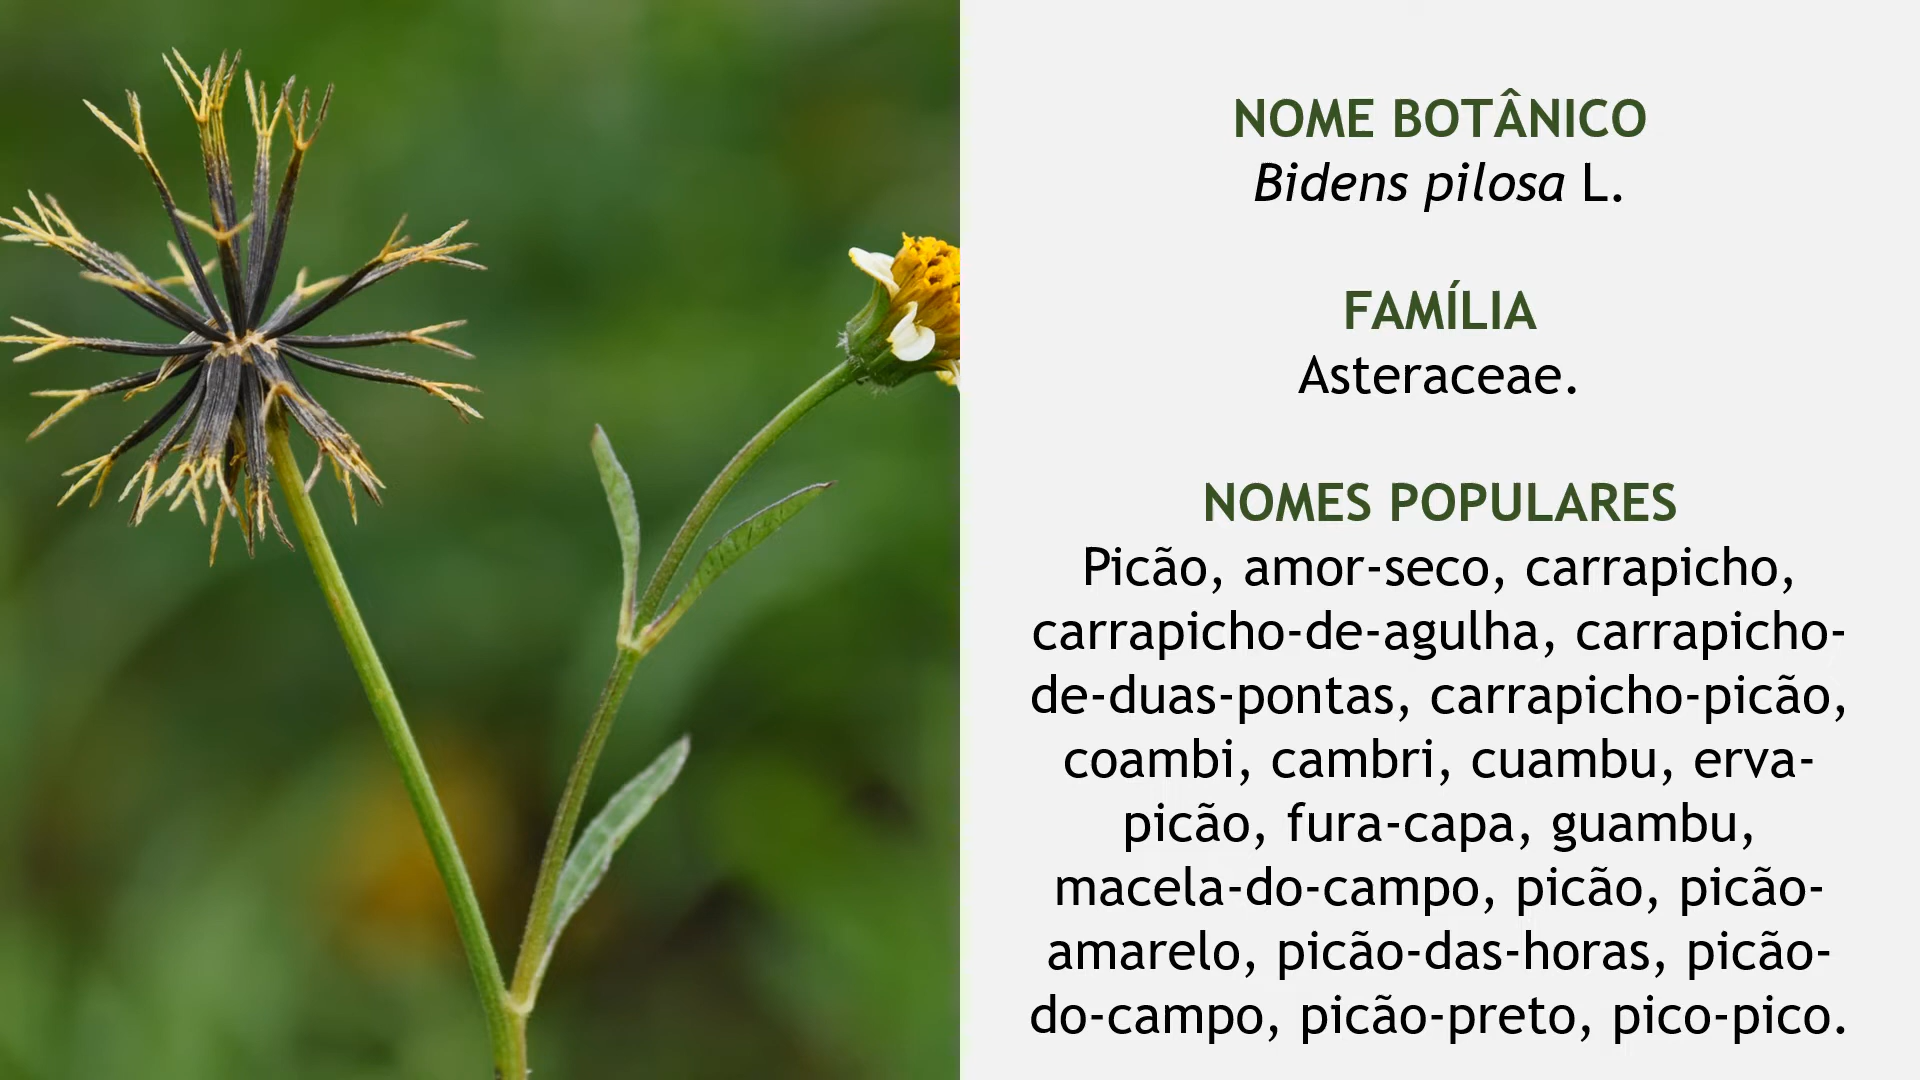 NOME BOTÂNICO
Bidens pilosa L.
FAMÍLIA
Asteraceae.
NOMES POPULARES
Picão, amor-seco, carrapicho,
carrapicho-de-agulha, carrapicho-
de-duas-pontas, carrapicho-picão,
coambi, cambri, cuambu, erva-
picão, fura-capa, guambu,
macela-do-campo, picão, picão-
amarelo, picão-das-horas, picão-
do-campo, picão-preto, pico-pico.